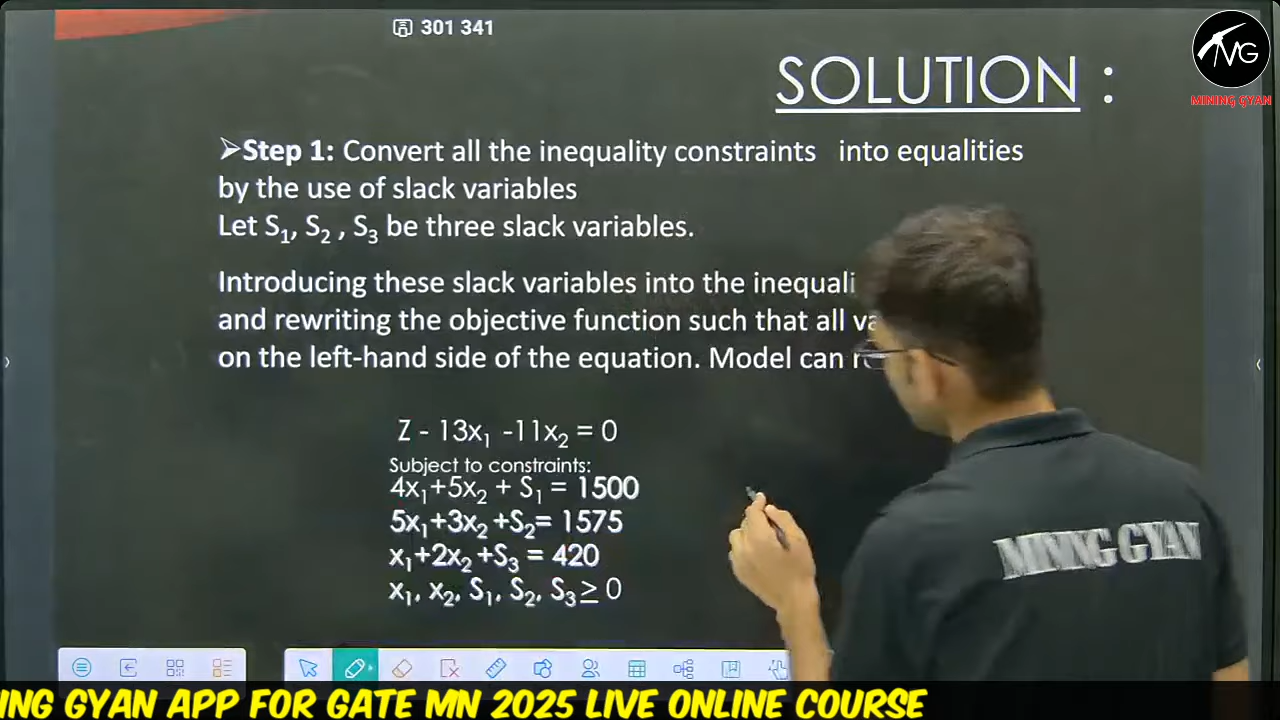 301 341
MG
MINING GYAN
SOLUTION :
➢Step 1: Convert all the inequality constraints into equalities
by the use of slack variables
Let S₁, S₂ , S₃ be three slack variables.
Introducing these slack variables into the
and rewriting the objective function such that all
on the left-hand side of the equation. Model can
Z - 13x₁ -11x₂ = 0
Subject to constraints:
4x₁+5x₂ + S₁ = 1500
5x₁+3x₂ +S₂= 1575
x₁+2x₂ +S₃ = 420
x₁, x₂, S₁, S₂, S₃ ≥ 0
MINING GYAN
NING GYAN APP FOR GATE MN 2025 LIVE ONLINE COURSE